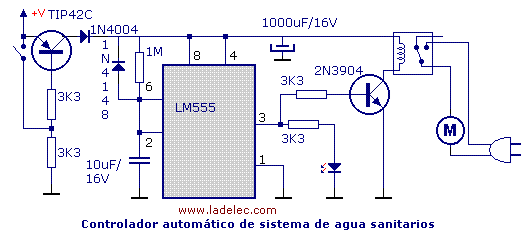 +V TIP42C
1N4004
1000uF/16V
1N4148
1M
8
4
6
LM555
3K3
2N3904
3K3
3
3K3
2
3K3
10uF/
16V
1
M
www.ladelec.com
Controlador automático de sistema de agua sanitarios